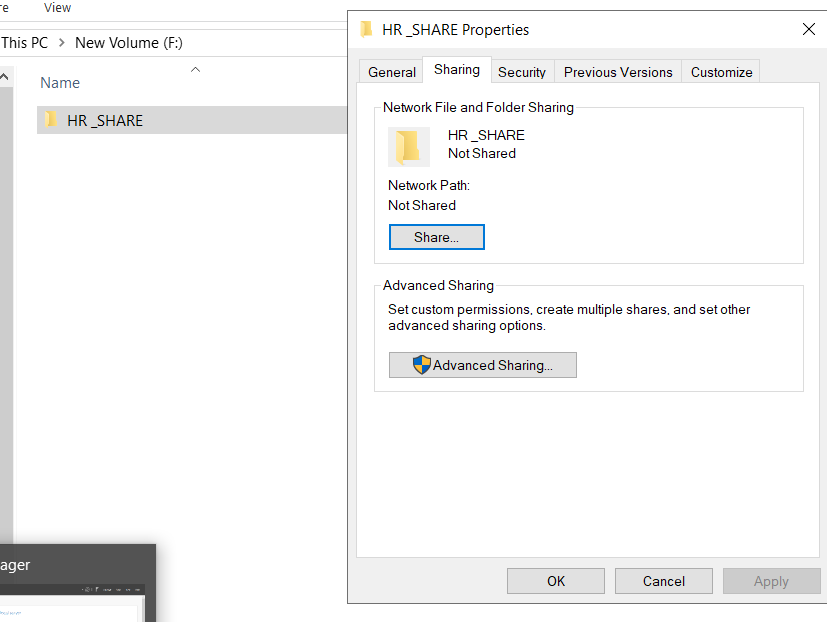 re
View
This PC > New Volume (F:)
Name
HR _SHARE
ager
HR _SHARE Properties
General
Sharing
Security
Previous Versions
Customize
Network File and Folder Sharing
HR _SHARE
Not Shared
Network Path:
Not Shared
Share...
Advanced Sharing
Set custom permissions, create multiple shares, and set other
advanced sharing options.
Advanced Sharing...
OK
Cancel
Apply